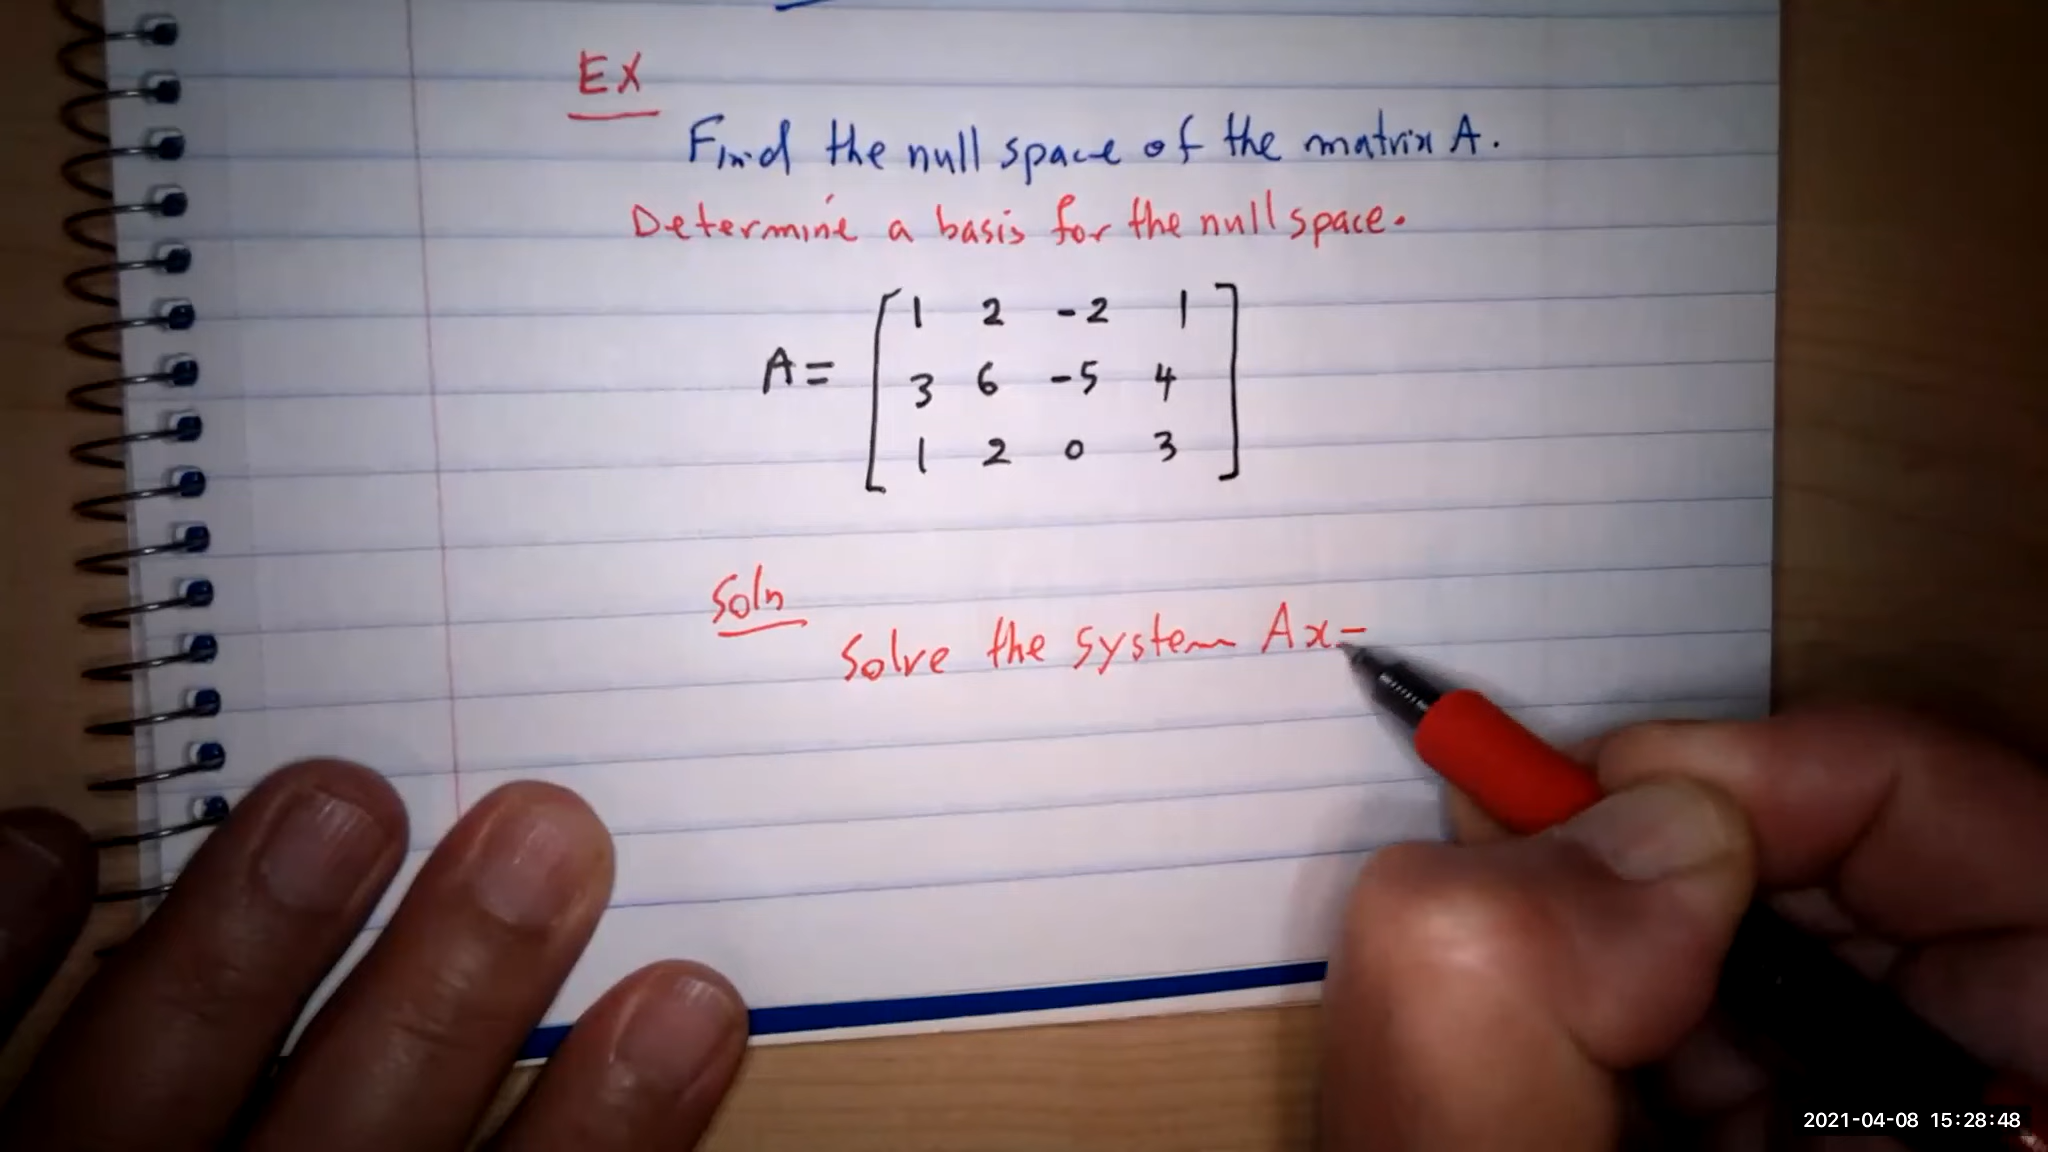 EX
Find the null space of the matrix A.
Determine a basis for the null space.
A = [ 1 2 -2 1
3 6 -5 4
1 2 0 3 ]
Soln
Solve the system Ax=
2021-04-08 15:28:48